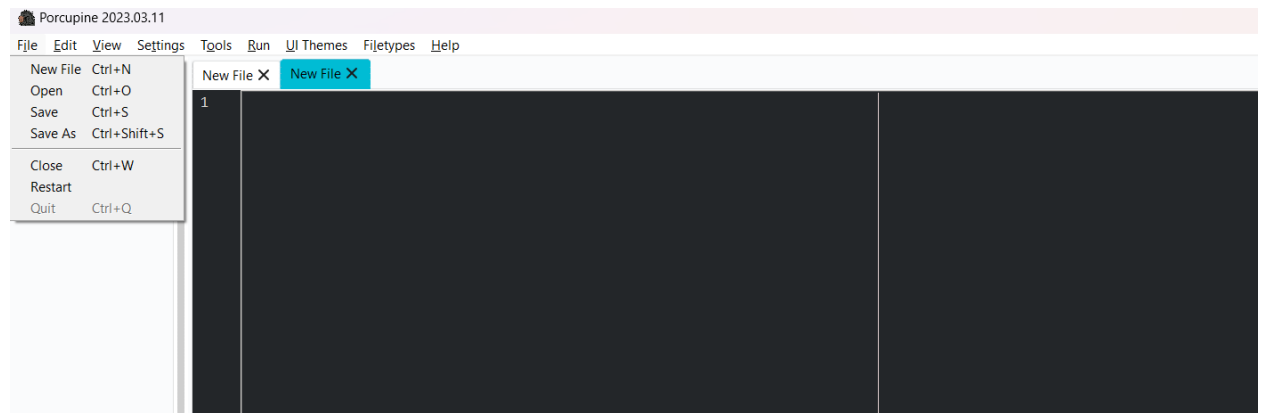 Porcupine 2023.03.11
File Edit View Settings Tools Run UI Themes Filetypes Help
New File Ctrl+N
Open Ctrl+O
Save Ctrl+S
Save As Ctrl+Shift+S
Close Ctrl+W
Restart
Quit Ctrl+Q
New File New File
1